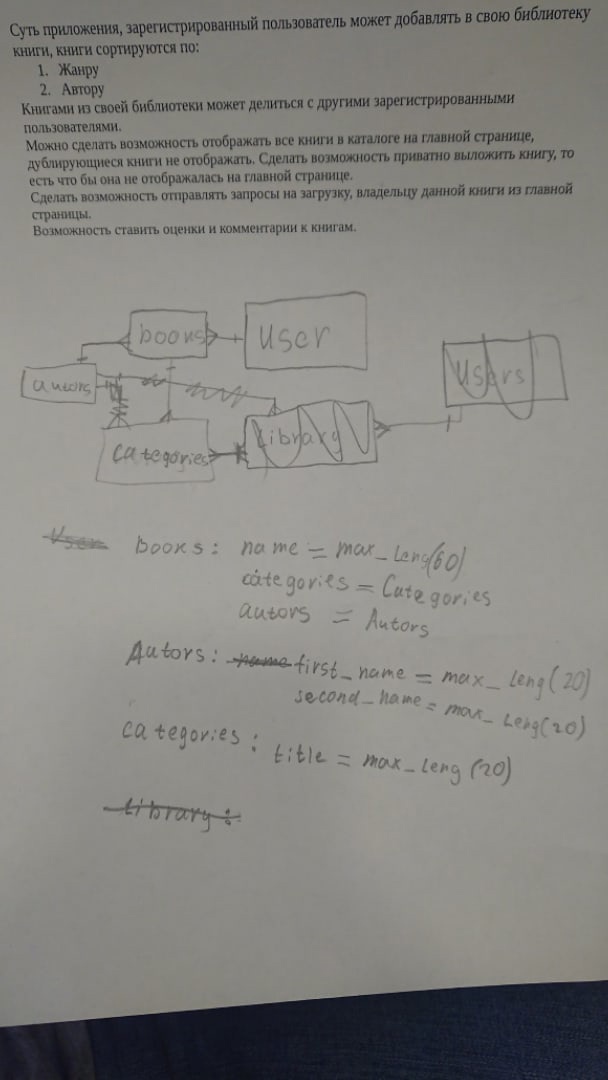 Суть приложения, зарегистрированный пользователь может добавлять в свою библиотеку
книги, книги сортируются по:
1. Жанру
2. Автору
Книгами из своей библиотеки может делиться с другими зарегистрированными
пользователями.
Можно сделать возможность отображать все книги в каталоге на главной странице,
дублирующиеся книги не отображать. Сделать возможность приватно выложить книгу, то
есть что бы она не отображалась на главной странице.
Сделать возможность отправлять запросы на загрузку, владельцу данной книги из главной
страницы.
Возможность ставить оценки и комментарии к книгам.
books
User
Users
autors
Library
categories
User books: name = max_Leng(60)
categories = Categories
autors = Autors
Autors: name first_name = max_Leng(20)
second_name = max_Leng(20)
categories:
title = max_Leng(20)
Library: